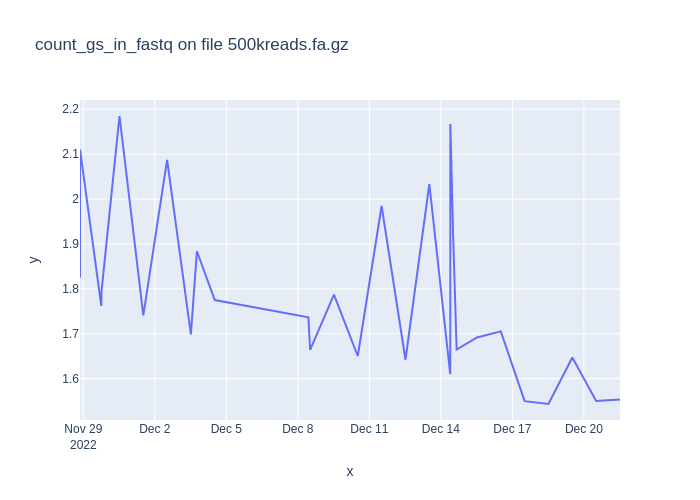 count_gs_in_fastq on file 500kreads.fa.gz
2.2
2.1
2
1.9
1.8
1.7
1.6
y
Nov 29 Dec 2 Dec 5 Dec 8 Dec 11 Dec 14 Dec 17 Dec 20
2022
x